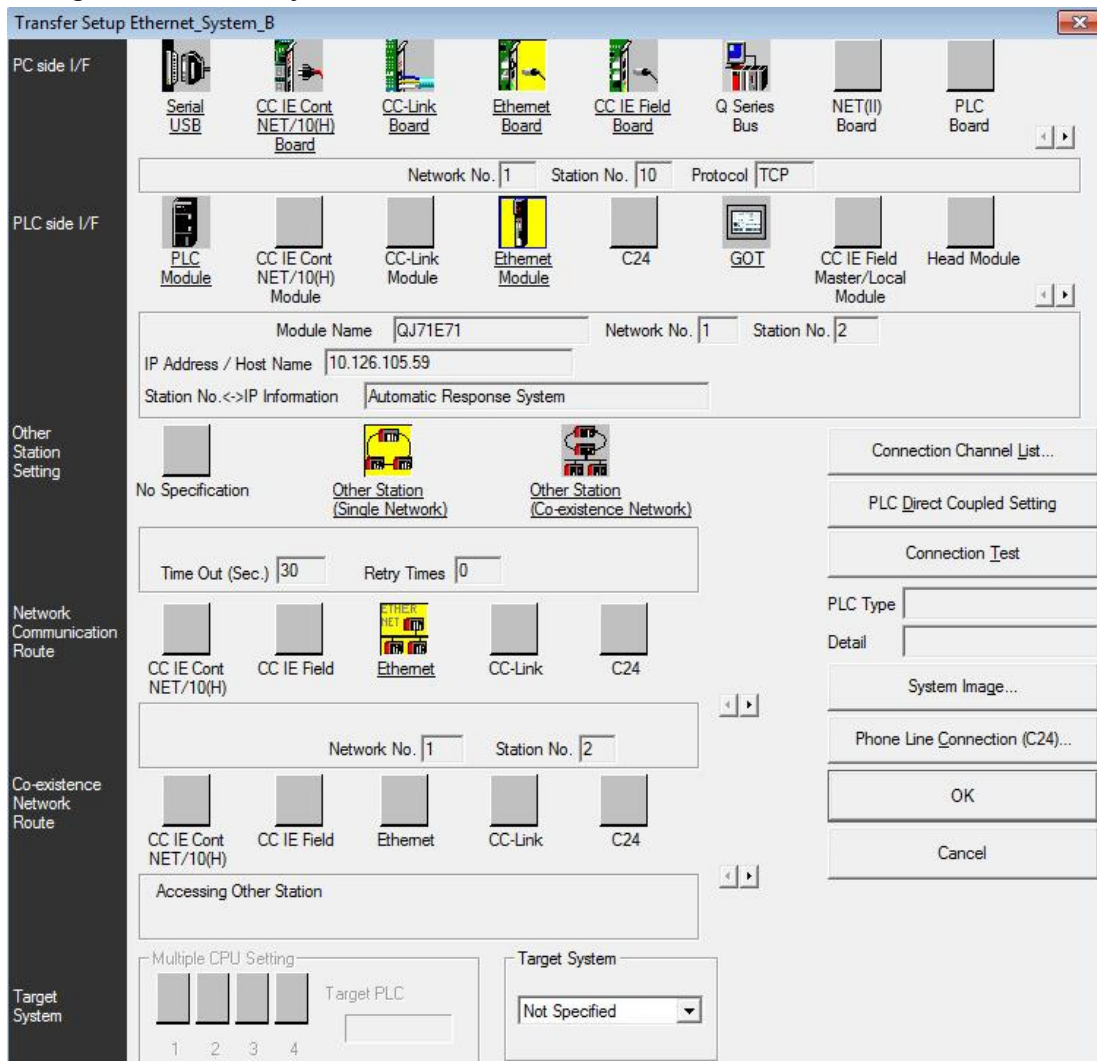 Transfer Setup Ethernet_System_B
PC side I/F
Serial
USB
CC IE Cont
NET/10(H)
Board
CC-Link
Board
Ethernet
Board
CC IE Field
Board
Q Series
Bus
NET(II)
Board
PLC
Board
Network No. 1 Station No. 10 Protocol TCP
PLC side I/F
PLC
Module
CC IE Cont
NET/10(H)
Module
CC-Link
Module
Ethernet
Module
C24
GOT
CC IE Field
Master/Local
Module
Head Module
Module Name QJ71E71 Network No. 1 Station No. 2
IP Address / Host Name 10.126.105.59
Station No.<->IP Information Automatic Response System
Other
Station
Setting
No Specification
Other Station
(Single Network)
Other Station
(Co-existence Network)
Time Out (Sec.) 30 Retry Times 0
Connection Channel List...
PLC Direct Coupled Setting
Connection Test
PLC Type
Detail
System Image...
Phone Line Connection (C24)...
OK
Cancel
Network
Communication
Route
CC IE Cont
NET/10(H)
CC IE Field
ETHER
NET
Ethernet
CC-Link
C24
Network No. 1 Station No. 2
Co-existence
Network
Route
CC IE Cont
NET/10(H)
CC IE Field
Ethernet
CC-Link
C24
Accessing Other Station
Target
System
Multiple CPU Setting
1 2 3 4
Target PLC
Target System
Not Specified